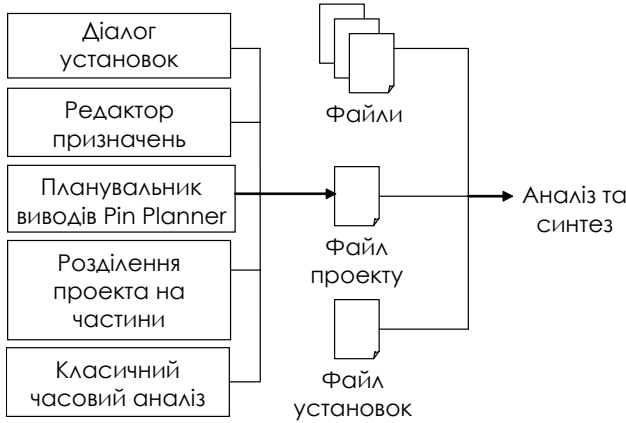 Діалог
установок
Редактор
призначень
Планувальник
виводів Pin Planner
Розділення
проекта на
частини
Класичний
часовий аналіз
Файли
Файл
проекту
Файл
установок
Аналіз та
синтез